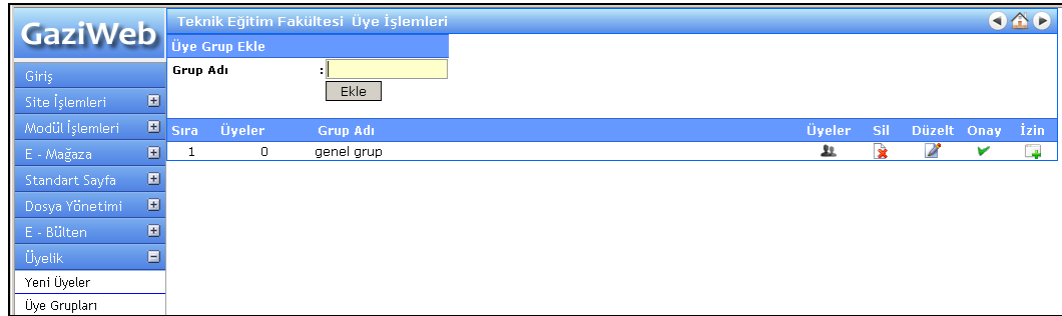 GaziWeb
Teknik Eğitim Fakültesi Üye İşlemleri
Üye Grup Ekle
Grup Adı :
Ekle
Giriş
Site İşlemleri
Modül İşlemleri
E - Mağaza
Standart Sayfa
Dosya Yönetimi
E - Bülten
Üyelik
Yeni Üyeler
Üye Grupları
Sıra Üyeler Grup Adı Üyeler Sil Düzelt Onay İzin
1 0 genel grup